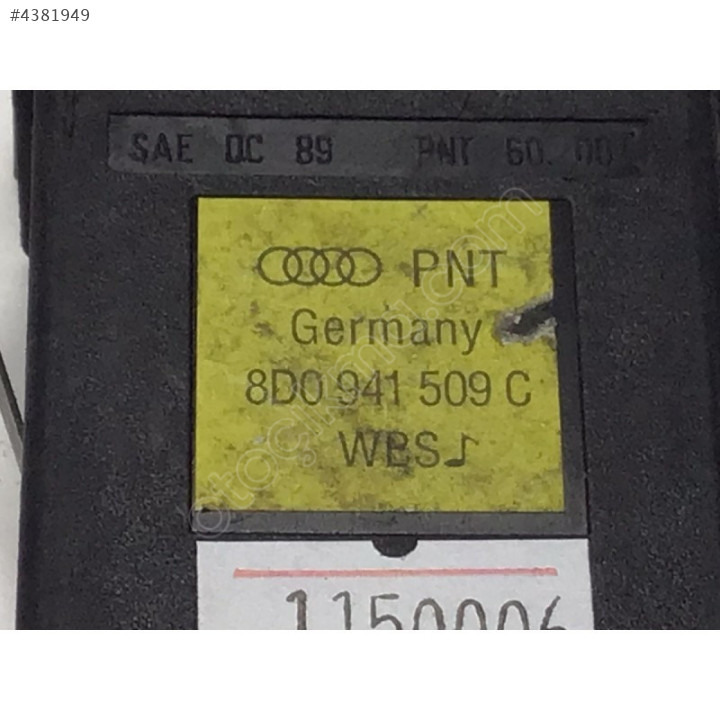 #4381949
SAE QC 89 PNT 60. 00
PNT
Germany
8D0 941 509 C
WBS♪
1150006